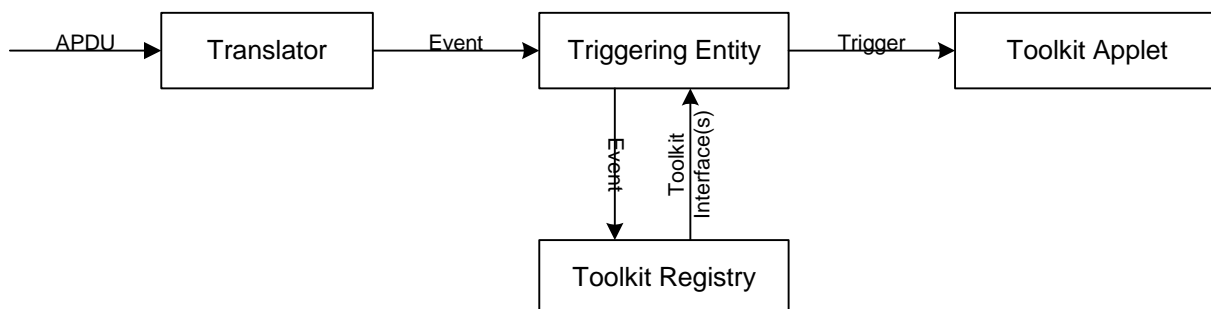 APDU
Translator
Event
Triggering Entity
Trigger
Toolkit Applet
Event
Toolkit
Interface(s)
Toolkit Registry